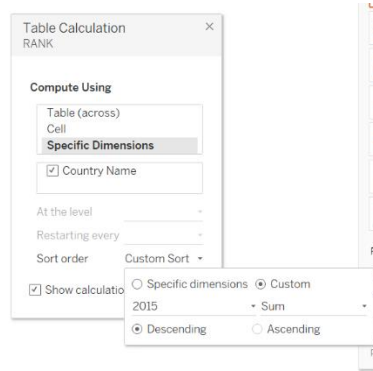 Table Calculation
RANK
Compute Using
Table (across)
Cell
Specific Dimensions
Country Name
At the level
Restarting every
Sort order Custom Sort
Show calculatio
Specific dimensions Custom
2015 Sum
Descending Ascending